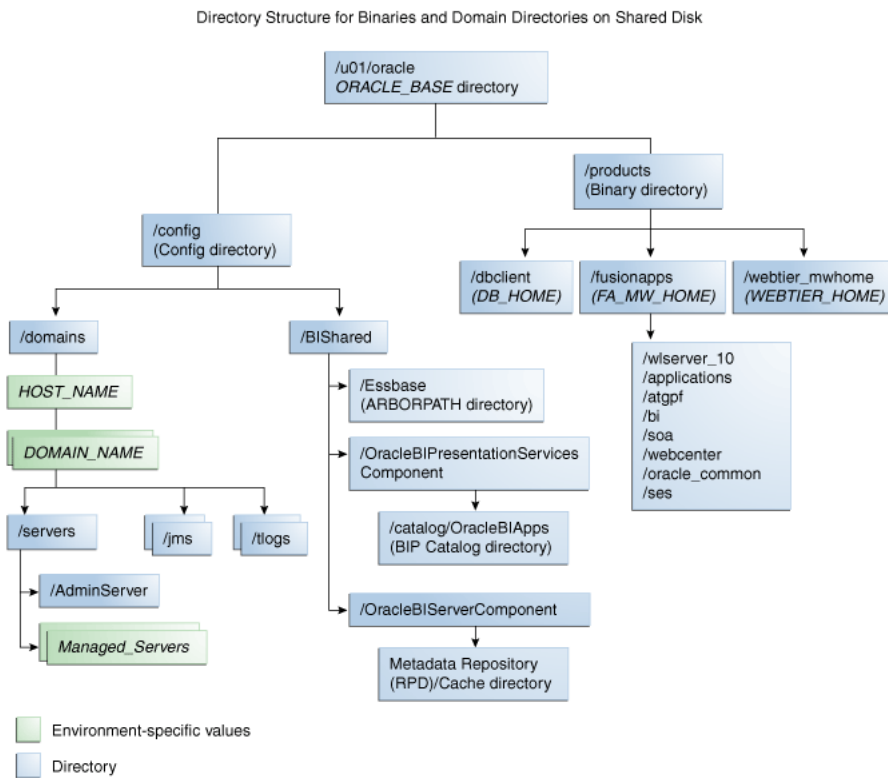 Directory Structure for Binaries and Domain Directories on Shared Disk
/u01/oracle
ORACLE_BASE directory
/products
(Binary directory)
/config
(Config directory)
/dbclient
(DB_HOME)
/fusionapps
(FA_MW_HOME)
/webtier_mwhome
(WEBTIER_HOME)
/domains
/BIShared
/wlserver_10
/applications
/atgpf
/bi
/soa
/webcenter
/oracle_common
/ses
HOST_NAME
/Essbase
(ARBORPATH directory)
DOMAIN_NAME
/OracleBIPresentationServices
Component
/servers
/jms
/tlogs
/catalog/OracleBIApps
(BIP Catalog directory)
/AdminServer
/OracleBIServerComponent
Managed_Servers
Metadata Repository
(RPD)/Cache directory
Environment-specific values
Directory